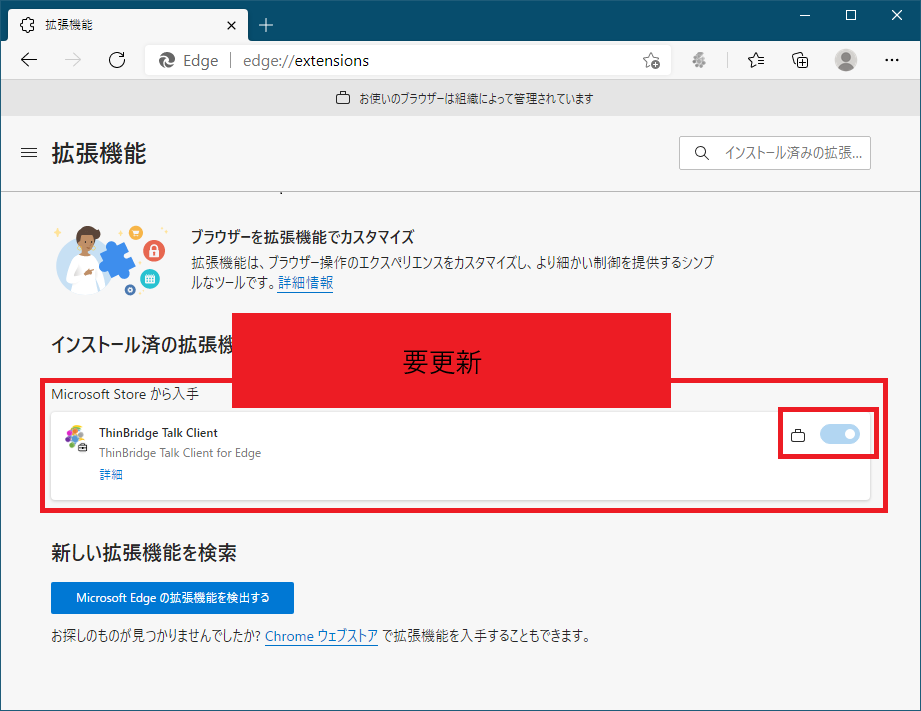 拡張機能
Edge
edge://extensions
お使いのブラウザーは組織によって管理されています
拡張機能
インストール済みの拡張...
ブラウザーを拡張機能でカスタマイズ
拡張機能は、ブラウザー操作のエクスペリエンスをカスタマイズし、より細かい制御を提供するシンプ
ルなツールです。詳細情報
インストール済の拡張機
要更新
Microsoft Store から入手
ThinBridge Talk Client
ThinBridge Talk Client for Edge
詳細
新しい拡張機能を検索
Microsoft Edge の拡張機能を検出する
お探しのものが見つかりませんでしたか? Chrome ウェブストア で拡張機能を入手することもできます。